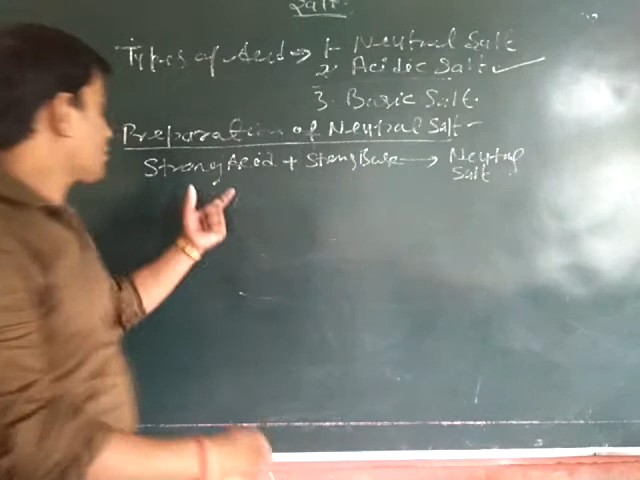 Salt.
Types of Acid → 1. Neutral Salt
2. Acidic Salt ✓
3. Basic Salt.
Preparation of Neutral Salt-
Strong Acid + Strong Base → Neutral
Salt